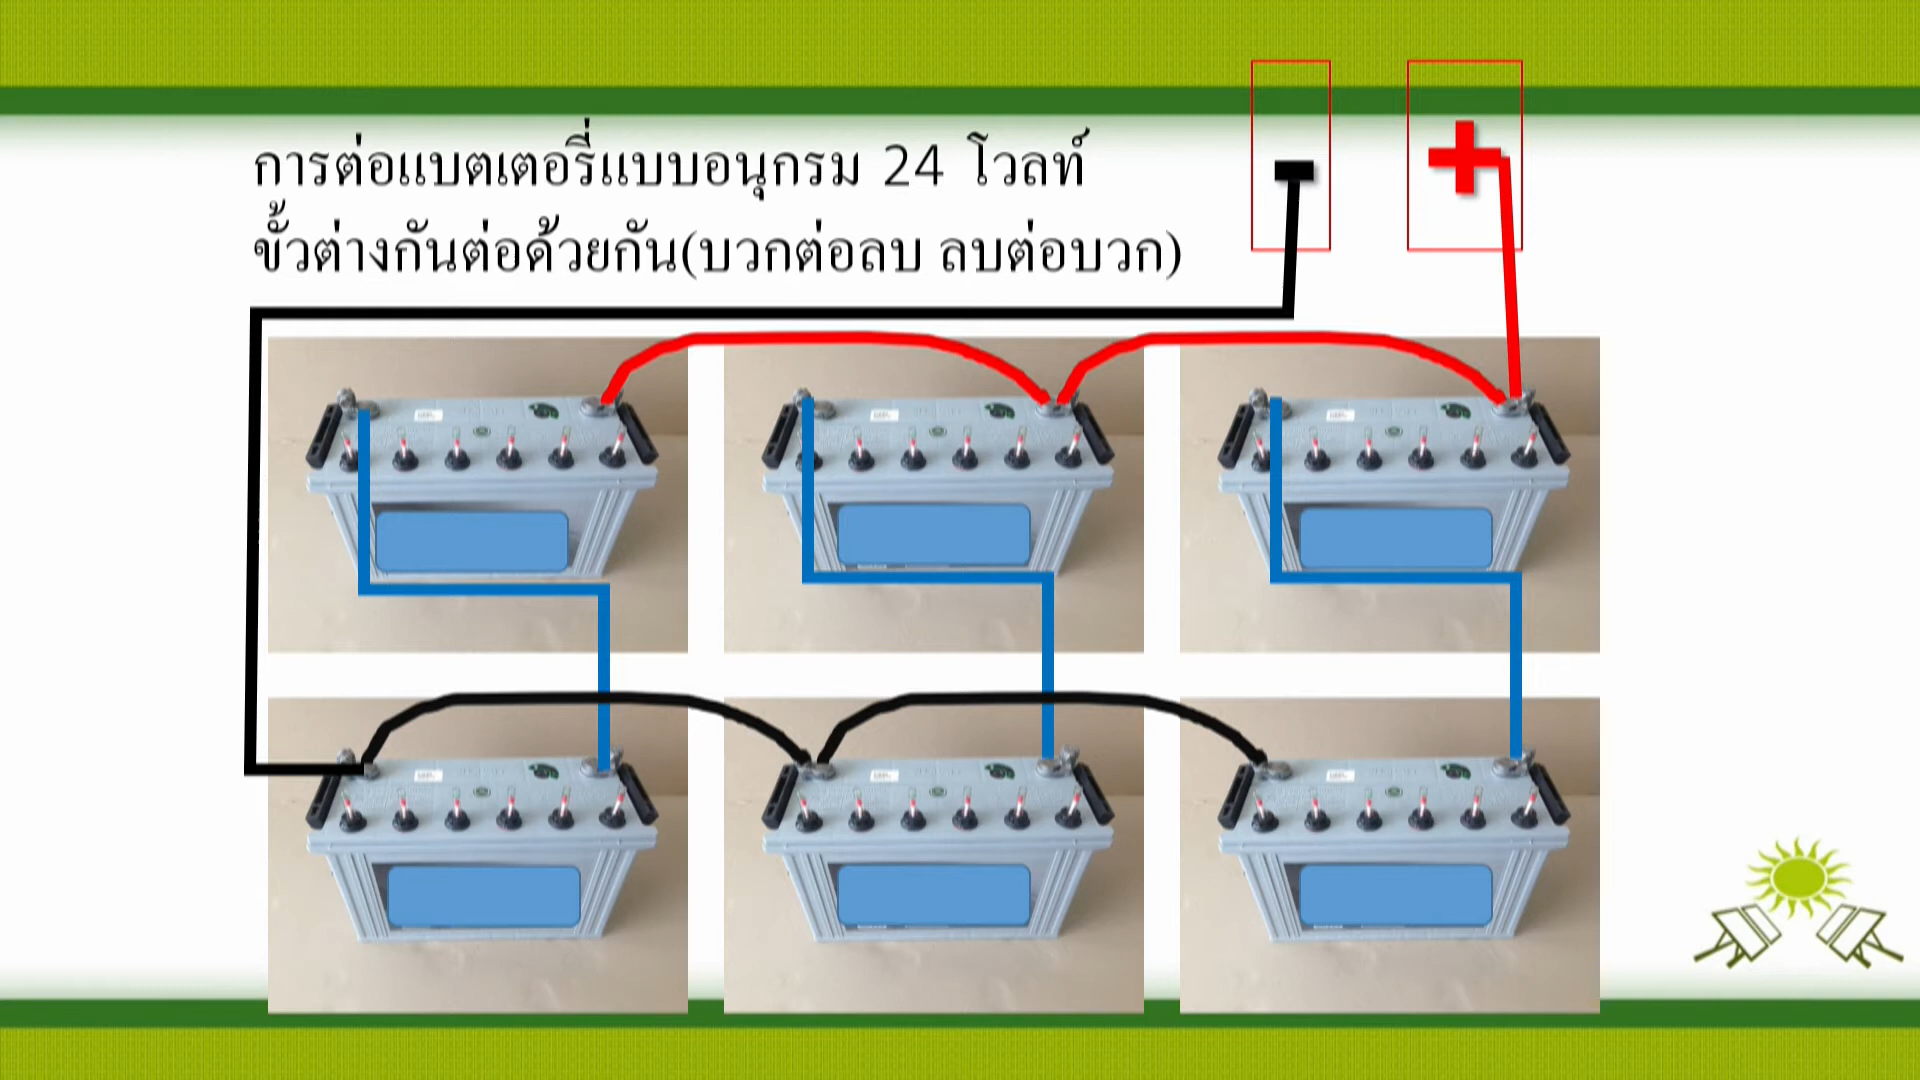 การต่อแบตเตอรี่แบบอนุกรม 24 โวลท์
ขั้วต่างกันต่อด้วยกัน(บวกต่อลบ ลบต่อบวก)